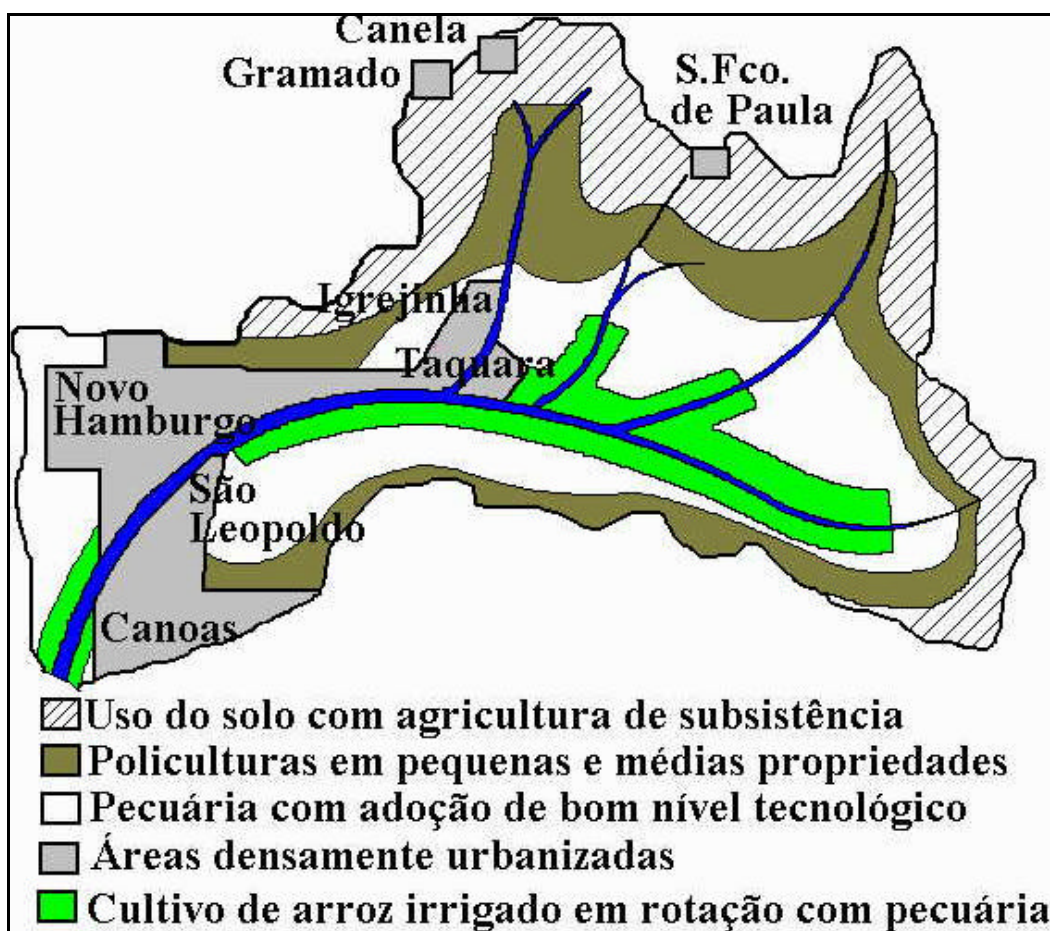 Canela
Gramado
S.Fco.
de Paula
Igrejinha
Taquara
Novo
Hamburgo
São
Leopoldo
Canoas
Uso do solo com agricultura de subsistência
Policulturas em pequenas e médias propriedades
Pecuária com adoção de bom nível tecnológico
Áreas densamente urbanizadas
Cultivo de arroz irrigado em rotação com pecuária